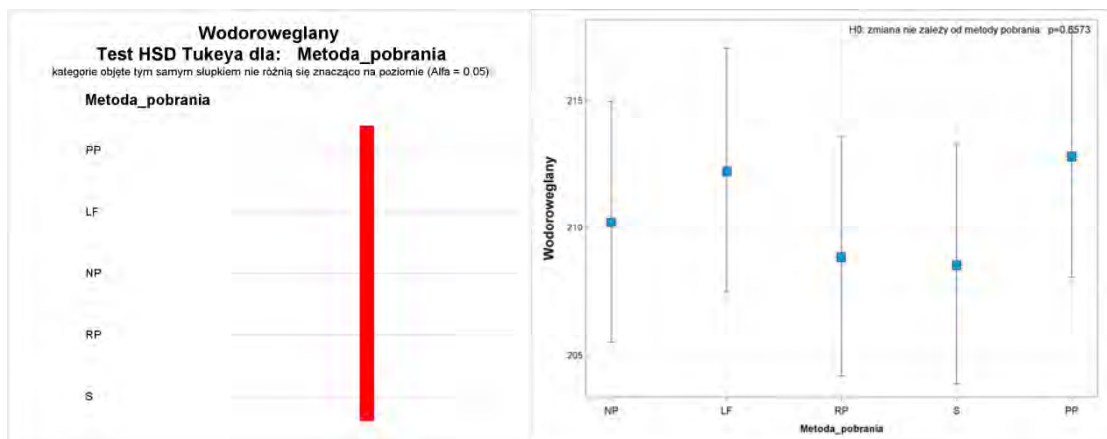 Wodoroweglany
Test HSD Tukeya dla: Metoda_pobrania
kategorie objęte tym samym słupkiem nie różnią się znacząco na poziomie (Alfa = 0.05)
Metoda_pobrania
PP
LF
NP
RP
S
H0: zmiana nie zależy od metody pobrania: p=0.6573
215
210
205
Wodoroweglany
NP LF RP S PP
Metoda_pobrania